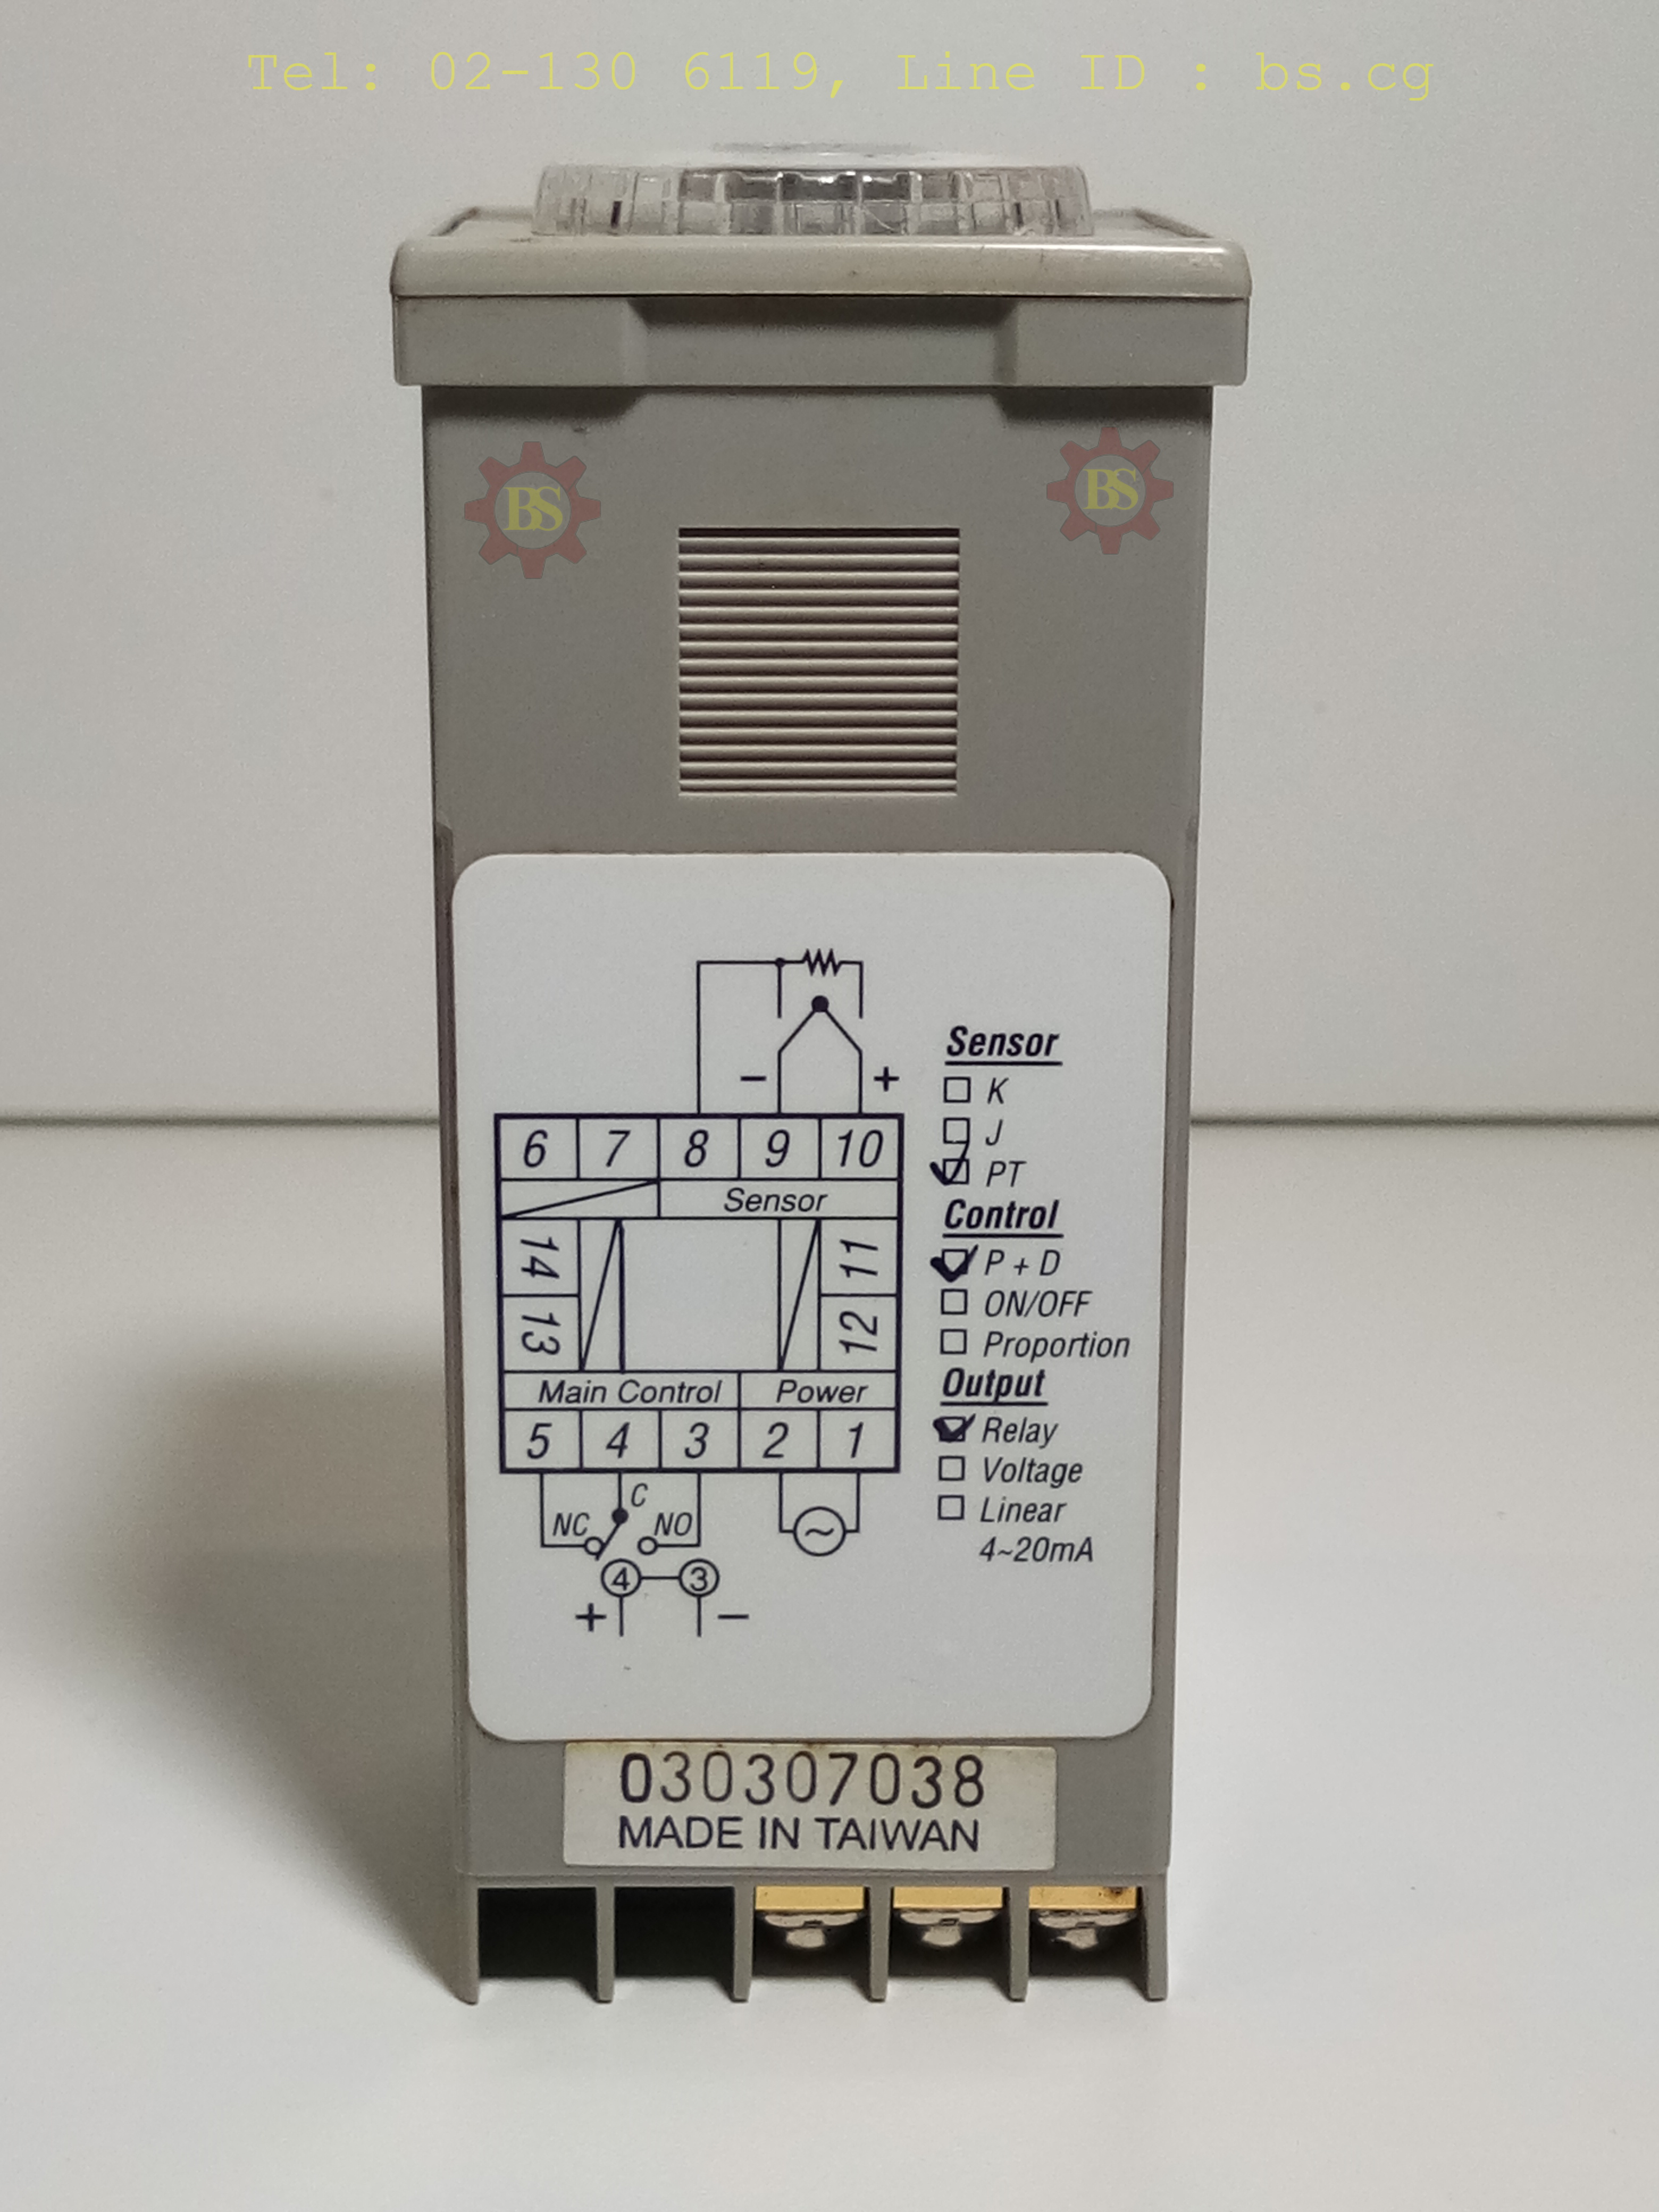 Tel: 02-130 6119, Line ID : bs.cg
BS
BS
Sensor
K
J
PT
Control
P + D
ON/OFF
Proportion
Output
Relay
Voltage
Linear
4~20mA
− +
6 7 8 9 10
Sensor
14 11
13 12
Main Control Power
5 4 3 2 1
C
NC NO
4 3
+ −
030307038
MADE IN TAIWAN